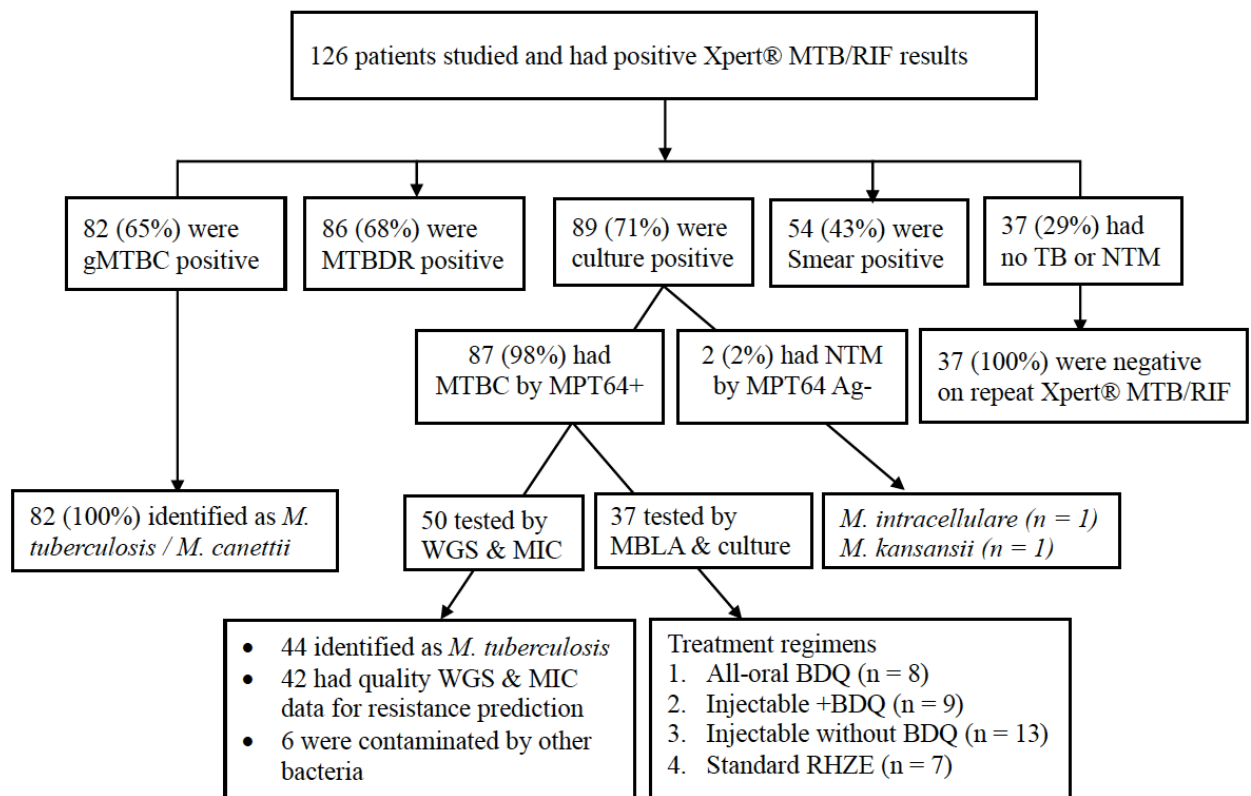 126 patients studied and had positive Xpert® MTB/RIF results
82 (65%) were
gMTBC positive
86 (68%) were
MTBDR positive
89 (71%) were
culture positive
54 (43%) were
Smear positive
37 (29%) had
no TB or NTM
87 (98%) had
MTBC by MPT64+
2 (2%) had NTM
by MPT64 Ag-
37 (100%) were negative
on repeat Xpert® MTB/RIF
82 (100%) identified as M.
tuberculosis / M. canettii
50 tested by
WGS & MIC
37 tested by
MBLA & culture
M. intracellulare (n = 1)
M. kansansii (n = 1)
• 44 identified as M. tuberculosis
• 42 had quality WGS & MIC
data for resistance prediction
• 6 were contaminated by other
bacteria
Treatment regimens
1. All-oral BDQ (n = 8)
2. Injectable +BDQ (n = 9)
3. Injectable without BDQ (n = 13)
4. Standard RHZE (n = 7)